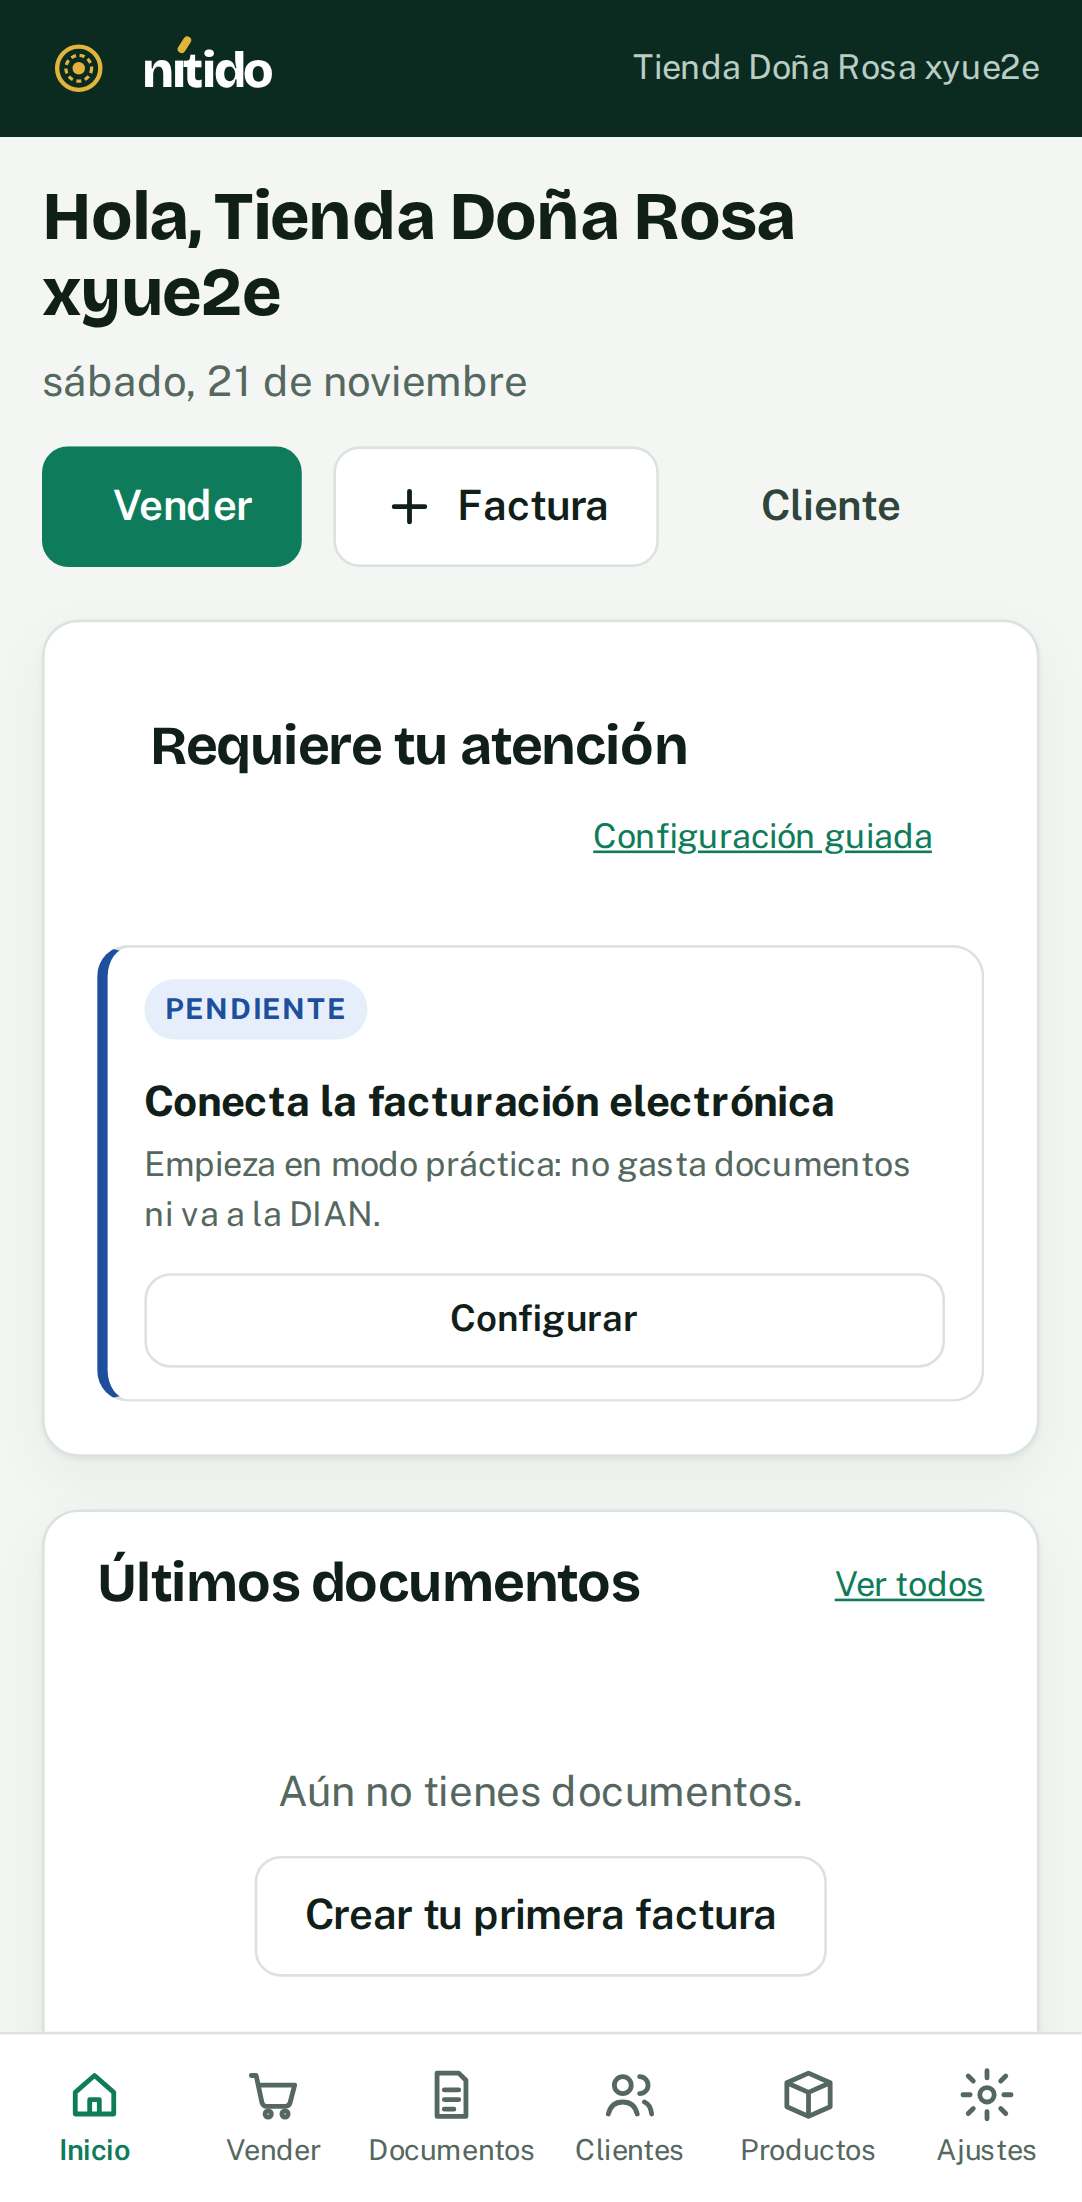 nítido
Tienda Doña Rosa xyue2e
Hola, Tienda Doña Rosa
xyue2e
sábado, 21 de noviembre
Vender
+ Factura
Cliente
Requiere tu atención
Configuración guiada
PENDIENTE
Conecta la facturación electrónica
Empieza en modo práctica: no gasta documentos
ni va a la DIAN.
Configurar
Últimos documentos
Ver todos
Aún no tienes documentos.
Crear tu primera factura
Inicio
Vender
Documentos
Clientes
Productos
Ajustes